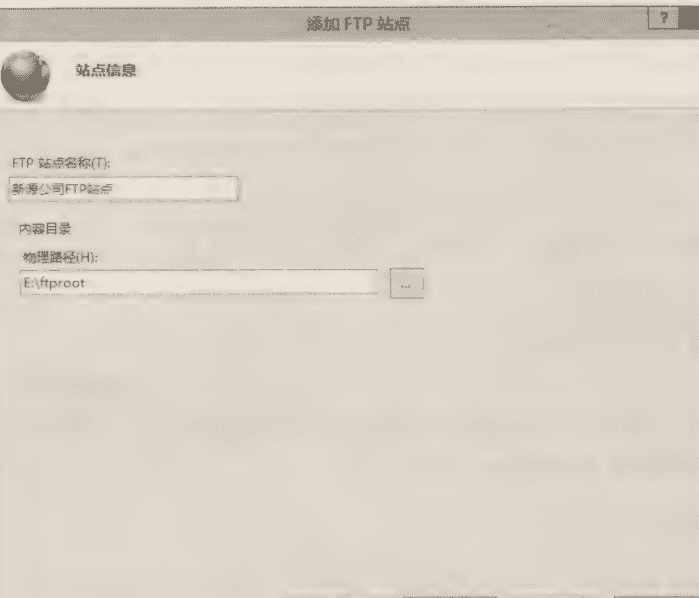 添加 FTP 站点
?
站点信息
FTP 站点名称(T):
新源公司FTP站点
内容目录
物理路径(H):
E:\ftproot
...